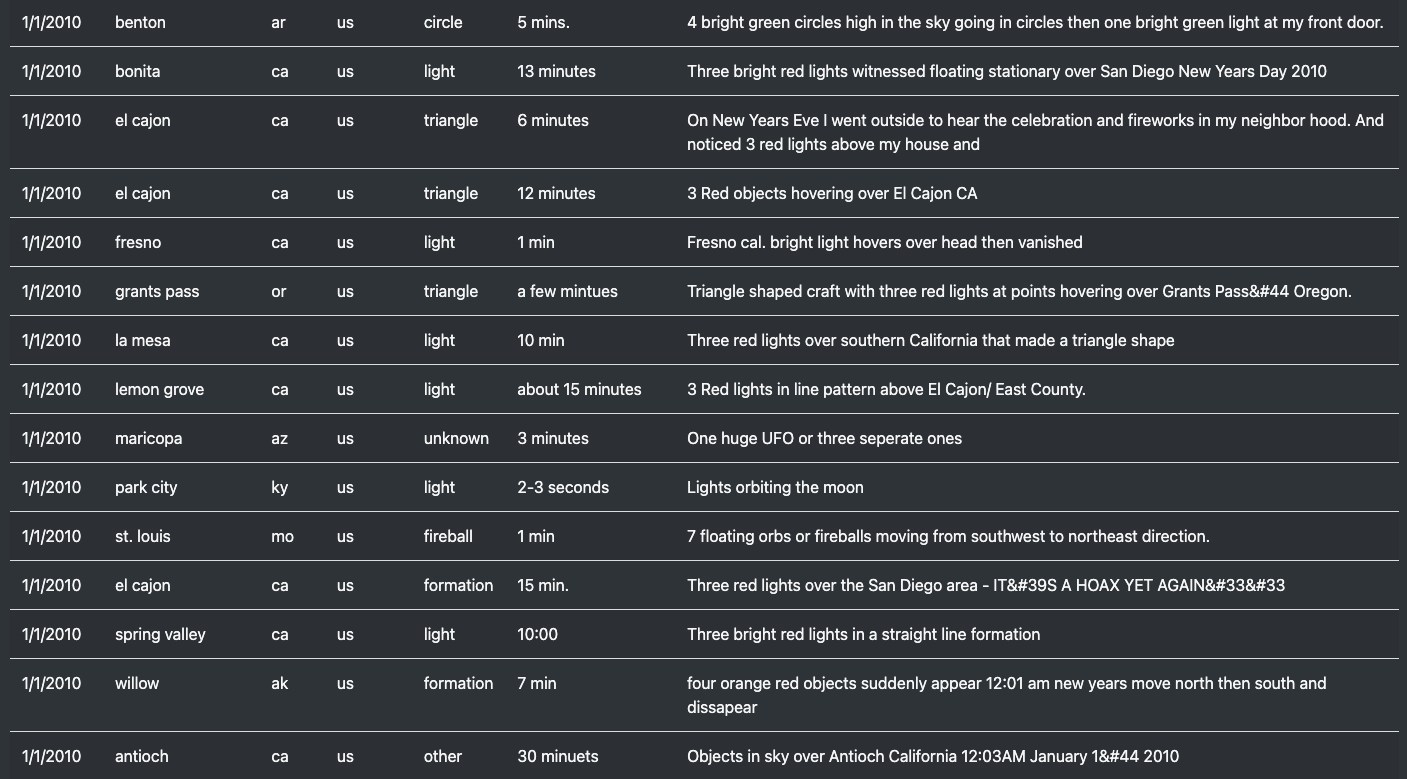 1/1/2010 benton ar us circle 5 mins. 4 bright green circles high in the sky going in circles then one bright green light at my front door.
1/1/2010 bonita ca us light 13 minutes Three bright red lights witnessed floating stationary over San Diego New Years Day 2010
1/1/2010 el cajon ca us triangle 6 minutes On New Years Eve I went outside to hear the celebration and fireworks in my neighbor hood. And
noticed 3 red lights above my house and
1/1/2010 el cajon ca us triangle 12 minutes 3 Red objects hovering over El Cajon CA
1/1/2010 fresno ca us light 1 min Fresno cal. bright light hovers over head then vanished
1/1/2010 grants pass or us triangle a few mintues Triangle shaped craft with three red lights at points hovering over Grants Pass&#44 Oregon.
1/1/2010 la mesa ca us light 10 min Three red lights over southern California that made a triangle shape
1/1/2010 lemon grove ca us light about 15 minutes 3 Red lights in line pattern above El Cajon/ East County.
1/1/2010 maricopa az us unknown 3 minutes One huge UFO or three seperate ones
1/1/2010 park city ky us light 2-3 seconds Lights orbiting the moon
1/1/2010 st. louis mo us fireball 1 min 7 floating orbs or fireballs moving from southwest to northeast direction.
1/1/2010 el cajon ca us formation 15 min. Three red lights over the San Diego area - IT&#39S A HOAX YET AGAIN&#33&#33
1/1/2010 spring valley ca us light 10:00 Three bright red lights in a straight line formation
1/1/2010 willow ak us formation 7 min four orange red objects suddenly appear 12:01 am new years move north then south and
dissapear
1/1/2010 antioch ca us other 30 minuets Objects in sky over Antioch California 12:03AM January 1&#44 2010